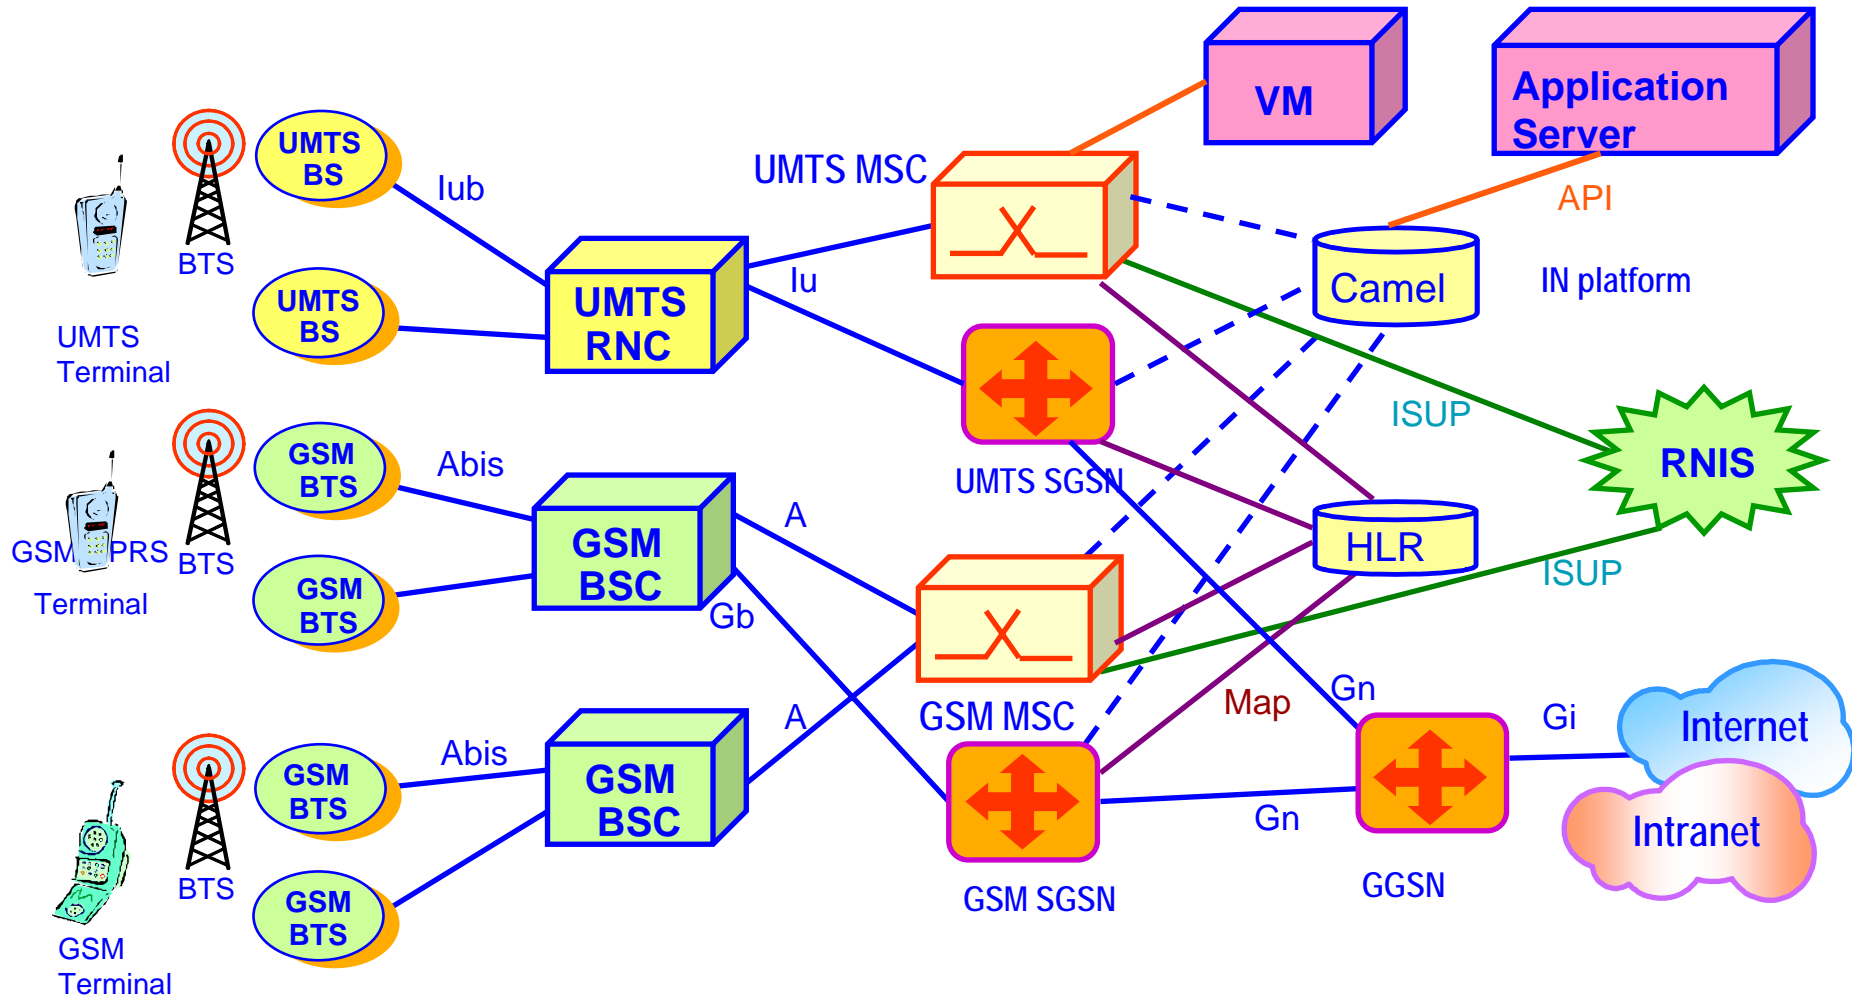 VM
Application
Server
UMTS
BS
Iub
UMTS MSC
API
BTS
UMTS
BS
UMTS
RNC
Iu
Camel
IN platform
UMTS
Terminal
ISUP
GSM
BTS
Abis
UMTS SGSN
RNIS
A
GSM PRS
Terminal
BTS
GSM
BTS
GSM
BSC
HLR
ISUP
Gb
GSM MSC
Map
Gn
Gi
Internet
A
Abis
GSM
BTS
GSM
BSC
Gn
Intranet
BTS
GSM
BTS
GSM SGSN
GGSN
GSM
Terminal